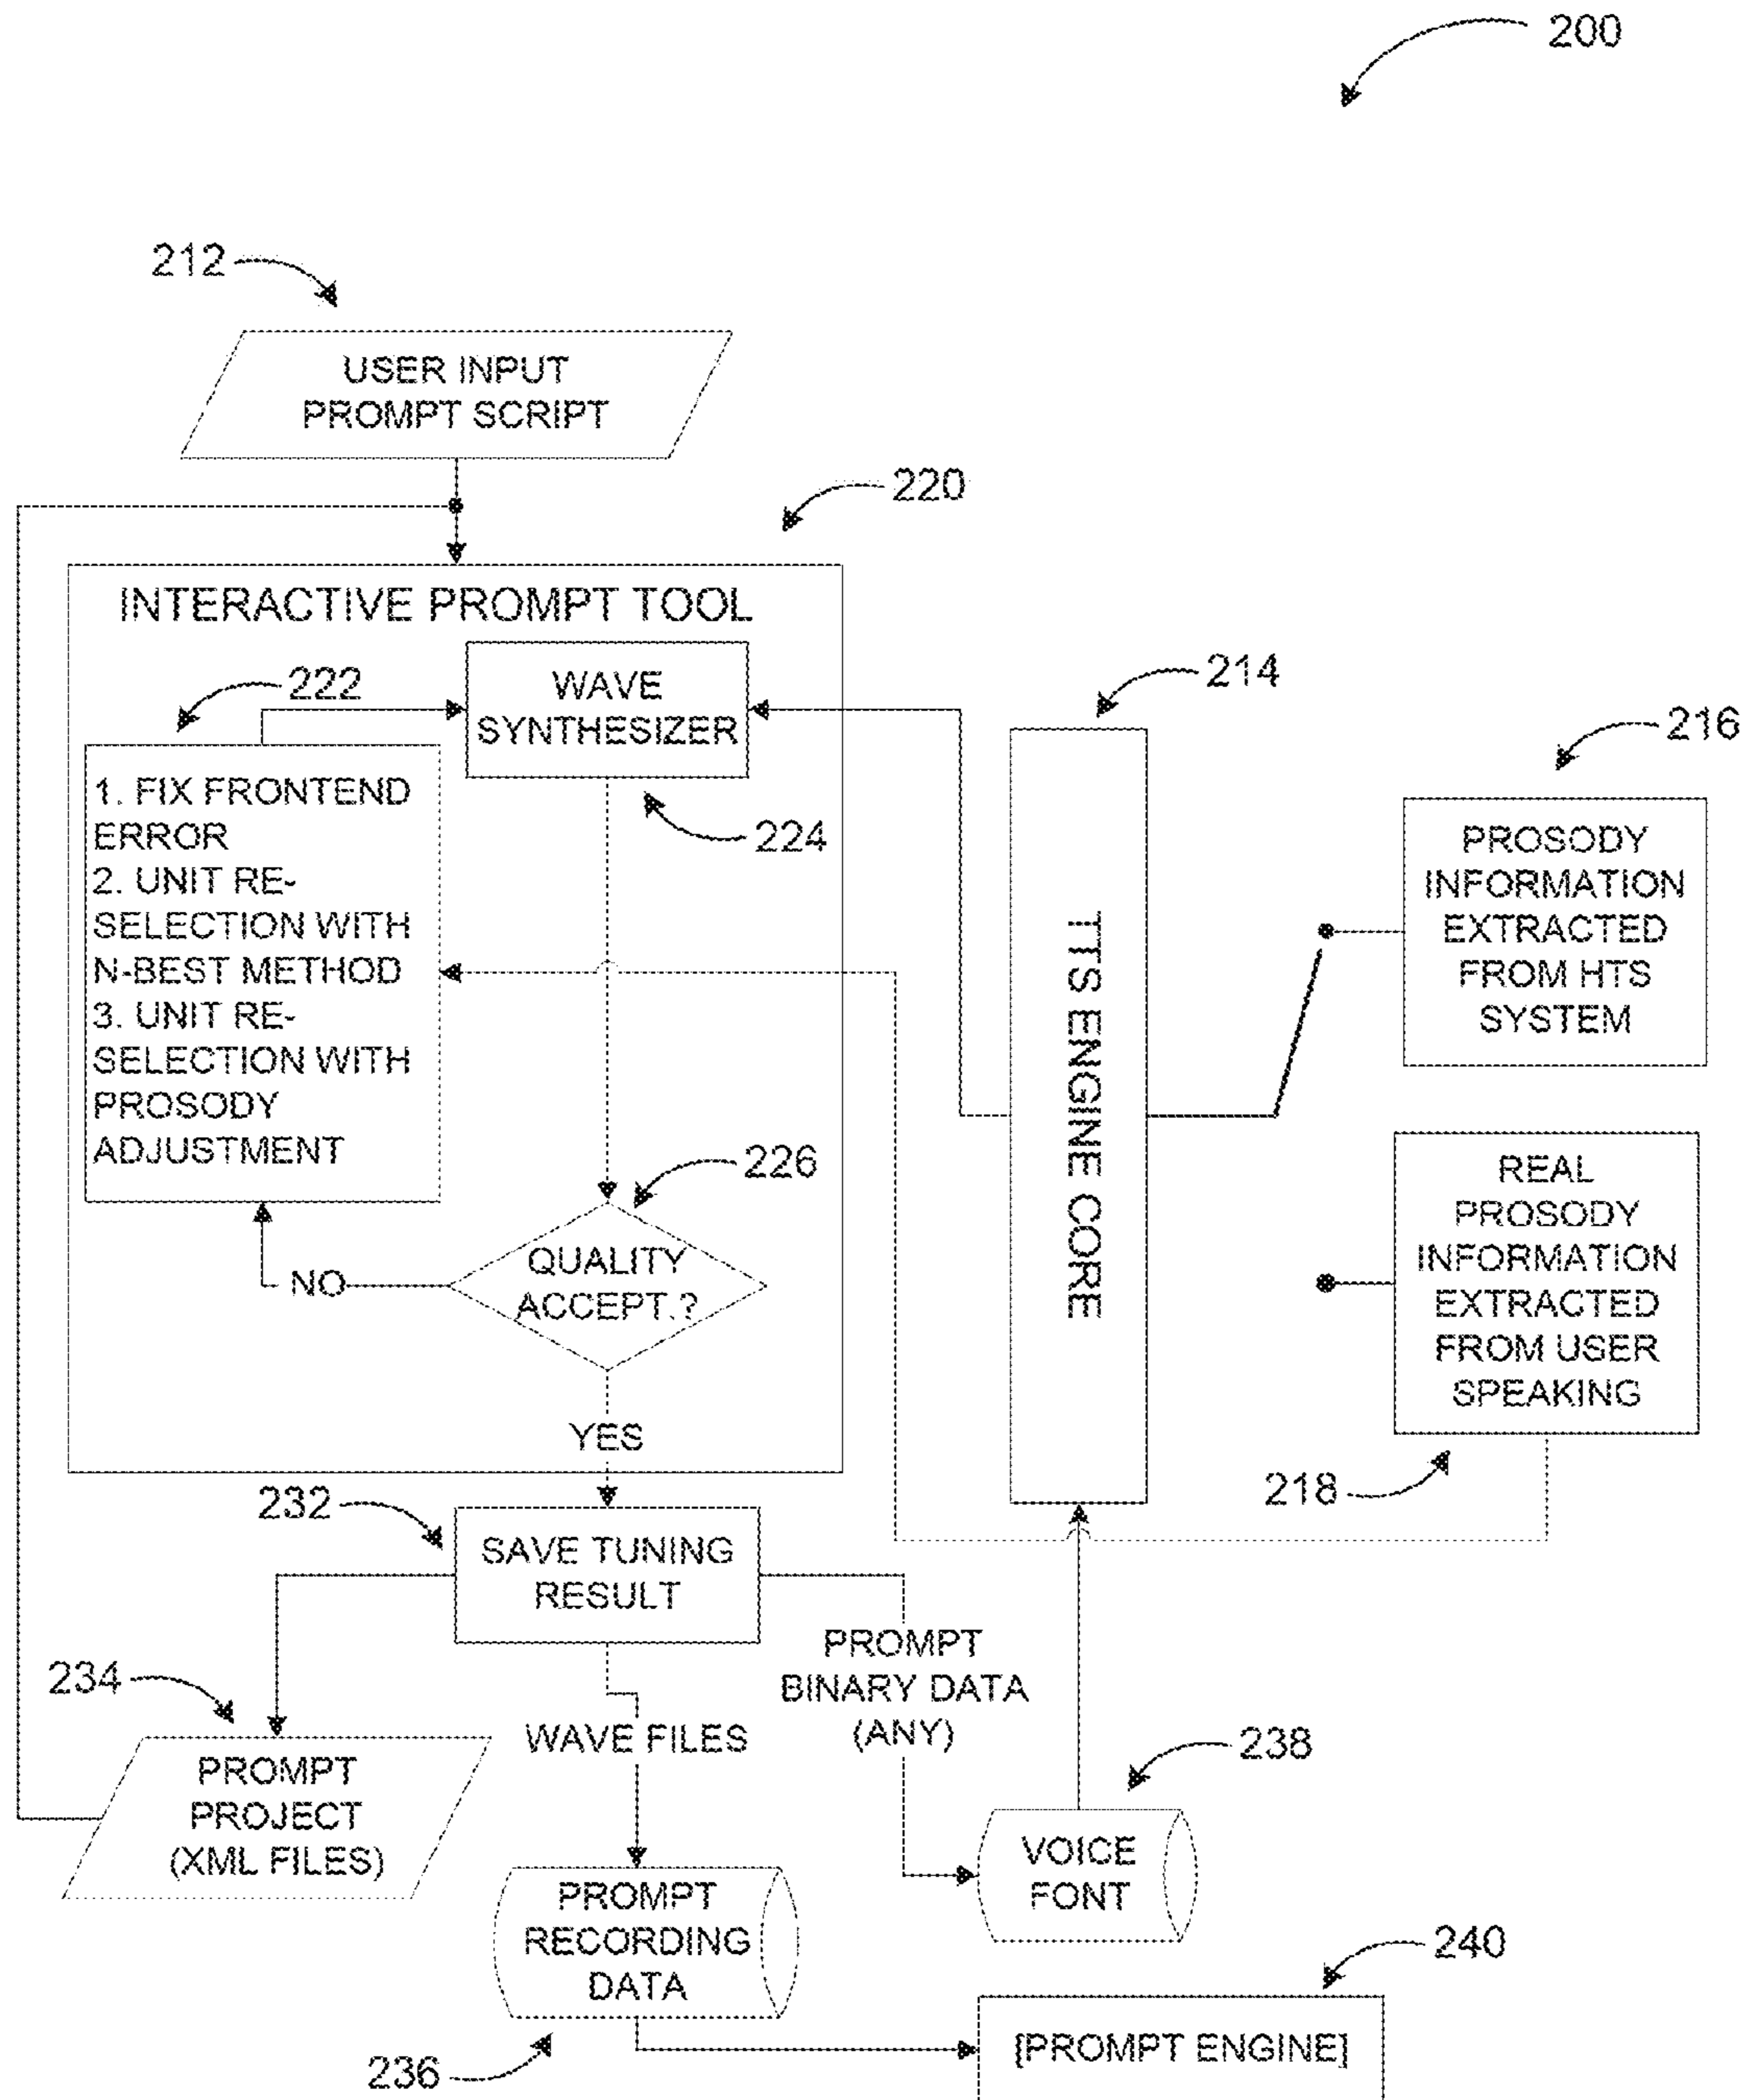 200
212
USER INPUT
PROMPT SCRIPT
220
INTERACTIVE PROMPT TOOL
222
WAVE
SYNTHESIZER
224
1. FIX FRONTEND
ERROR
2. UNIT RE-
SELECTION WITH
N-BEST METHOD
3. UNIT RE-
SELECTION WITH
PROSODY
ADJUSTMENT
226
QUALITY
ACCEPT.?
NO
YES
214
TTS ENGINE CORE
216
PROSODY
INFORMATION
EXTRACTED
FROM HTS
SYSTEM
REAL
PROSODY
INFORMATION
EXTRACTED
FROM USER
SPEAKING
218
232
SAVE TUNING
RESULT
234
PROMPT
PROJECT
(XML FILES)
WAVE FILES
PROMPT
BINARY DATA
(ANY)
238
VOICE
FONT
PROMPT
RECORDING
DATA
236
240
[PROMPT ENGINE]